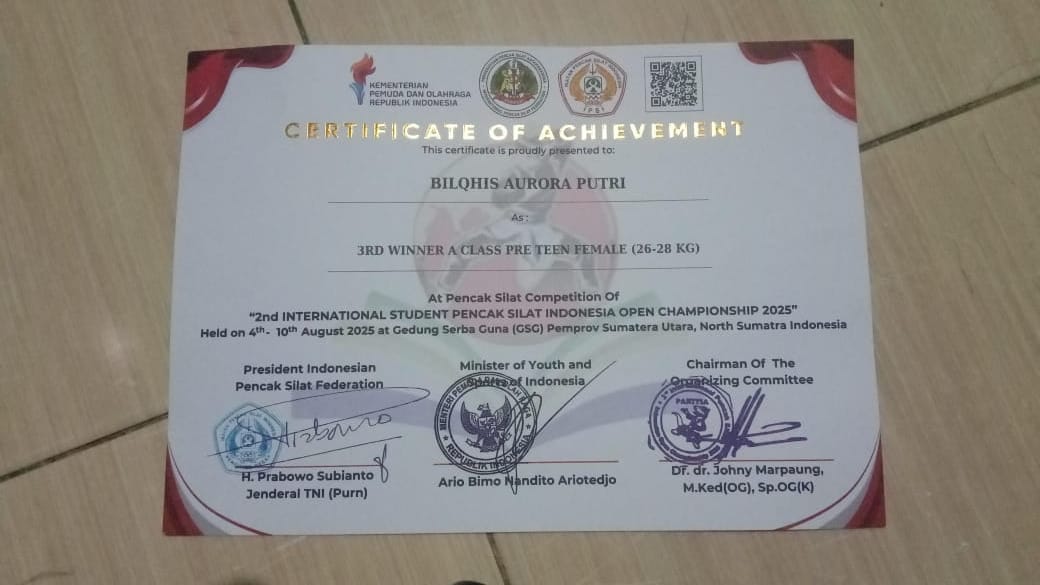 KEMENTERIAN
PEMUDA DAN OLAHRAGA
REPUBLIK INDONESIA
IPSI
CERTIFICATE OF ACHIEVEMENT
This certificate is proudly presented to:
BILQHIS AURORA PUTRI
As :
3RD WINNER A CLASS PRE TEEN FEMALE (26-28 KG)
At Pencak Silat Competition Of
“2nd INTERNATIONAL STUDENT PENCAK SILAT INDONESIA OPEN CHAMPIONSHIP 2025”
Held on 4th- 10th August 2025 at Gedung Serba Guna (GSG) Pemprov Sumatera Utara, North Sumatra Indonesia
President Indonesian
Pencak Silat Federation
H. Prabowo Subianto
Jenderal TNI (Purn)
Minister of Youth and
of Indonesia
MENTERI PEMUDA DAN OLAH RAGA
REPUBLIK INDONESIA
Ario Bimo Nandito Ariotedjo
Chairman Of The
Organizing Committee
PANITIA
Dr. dr. Johny Marpaung,
M.Ked(OG), Sp.OG(K)